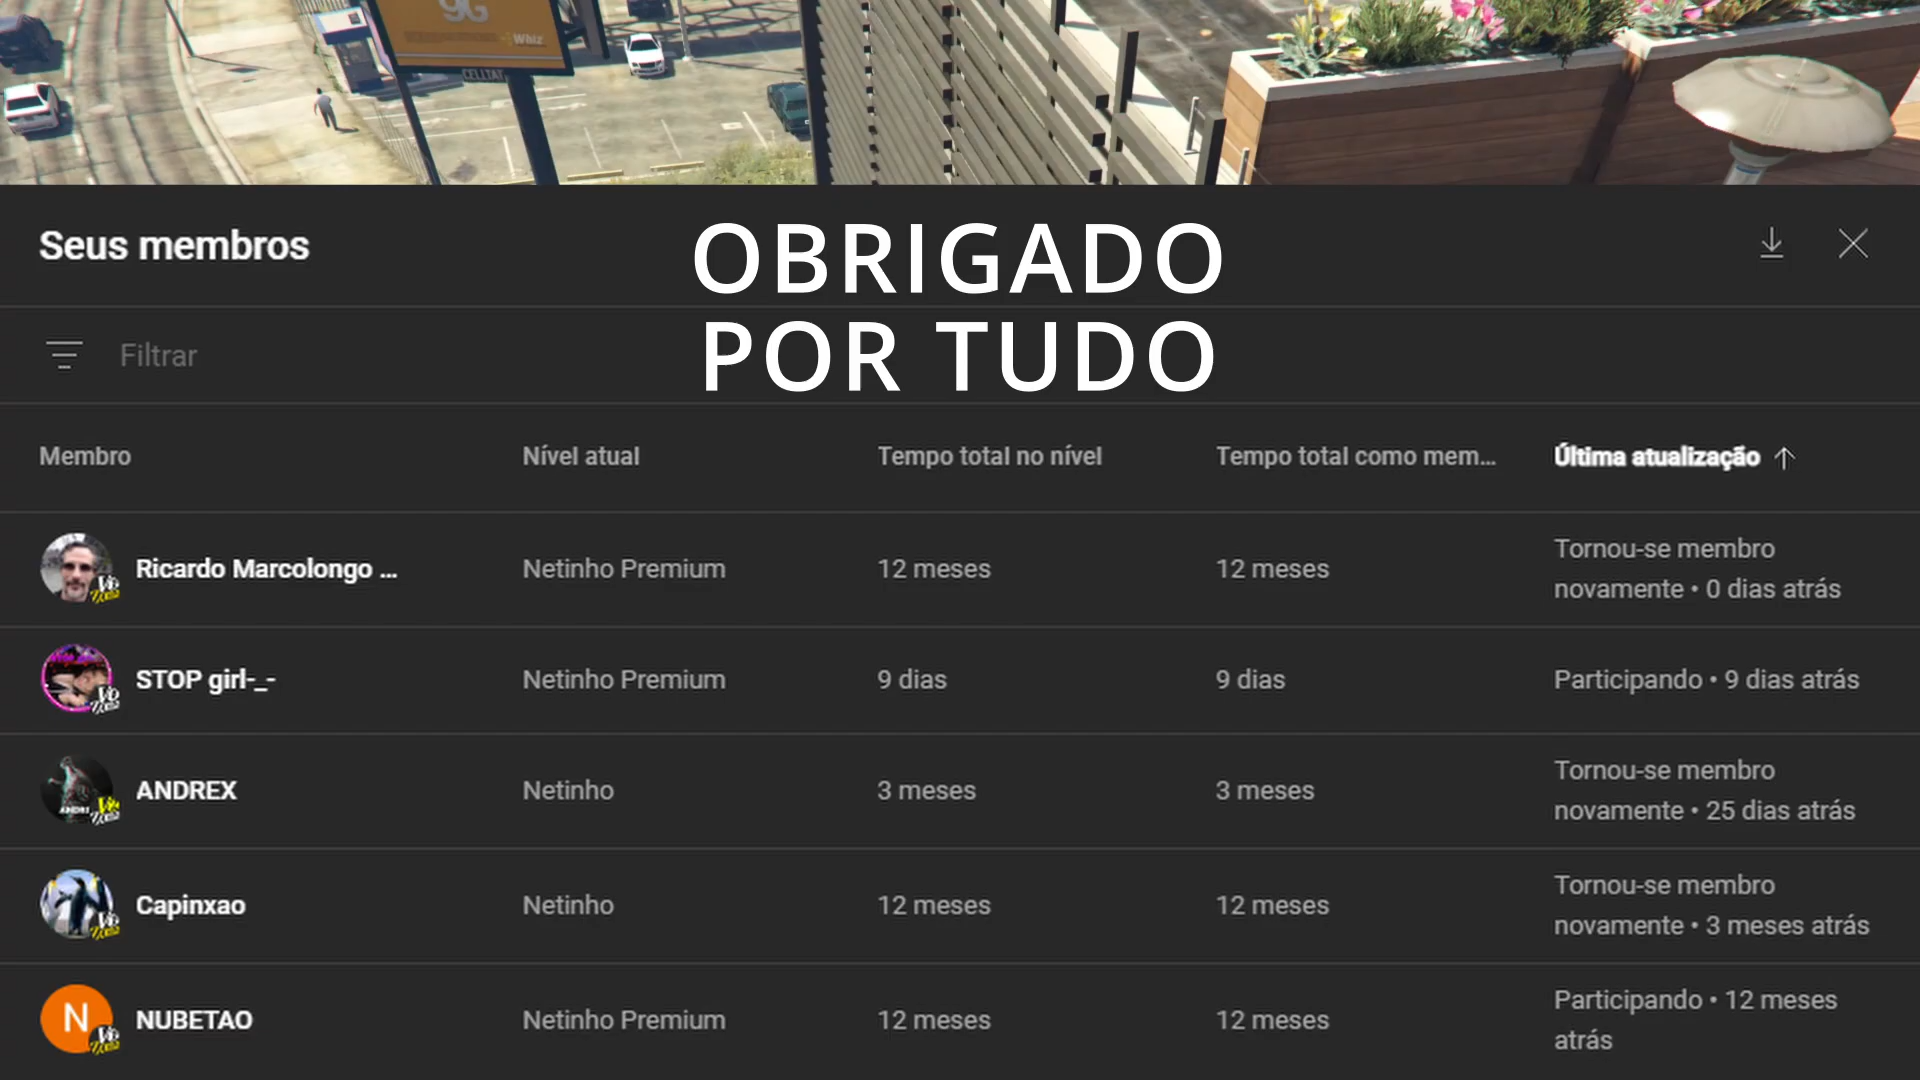 9G
Whiz
CELLTAT
Seus membros
OBRIGADO
POR TUDO
Filtrar
Membro Nível atual Tempo total no nível Tempo total como mem... Última atualização
Ricardo Marcolongo ... Netinho Premium 12 meses 12 meses Tornou-se membro
novamente • 0 dias atrás
STOP girl-_- Netinho Premium 9 dias 9 dias Participando • 9 dias atrás
ANDREX Netinho 3 meses 3 meses Tornou-se membro
novamente • 25 dias atrás
Capinxao Netinho 12 meses 12 meses Tornou-se membro
novamente • 3 meses atrás
N NUBETAO Netinho Premium 12 meses 12 meses Participando • 12 meses
atrás